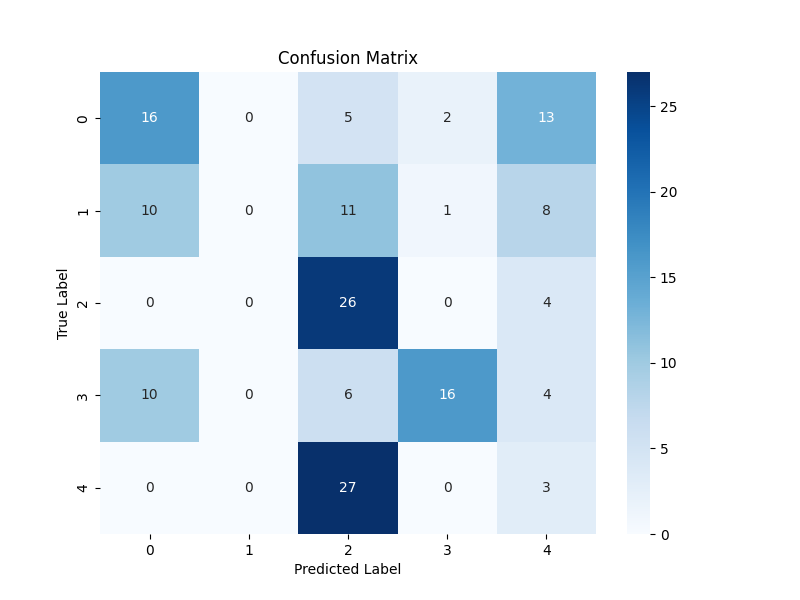 Confusion Matrix
0 16 0 5 2 13
1 10 0 11 1 8
2 0 0 26 0 4
3 10 0 6 16 4
4 0 0 27 0 3
0 1 2 3 4
True Label
Predicted Label
25
20
15
10
5
0